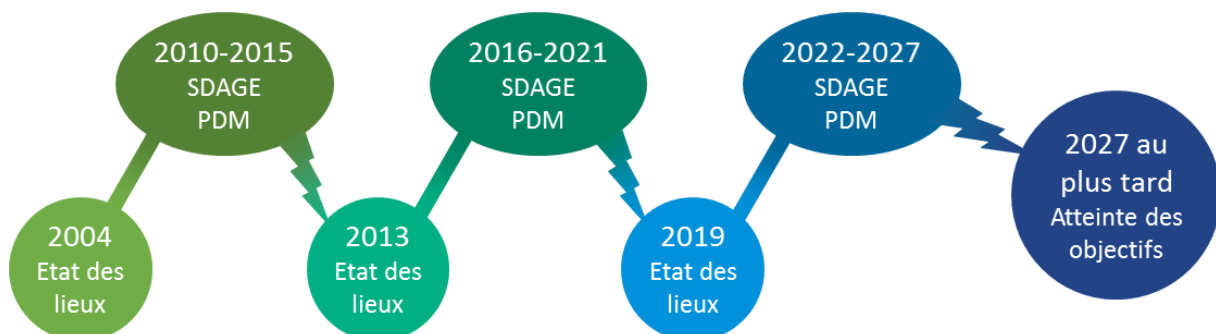 2004
Etat des
lieux
2010-2015
SDAGE
PDM
2013
Etat des
lieux
2016-2021
SDAGE
PDM
2019
Etat des
lieux
2022-2027
SDAGE
PDM
2027 au
plus tard
Atteinte des
objectifs